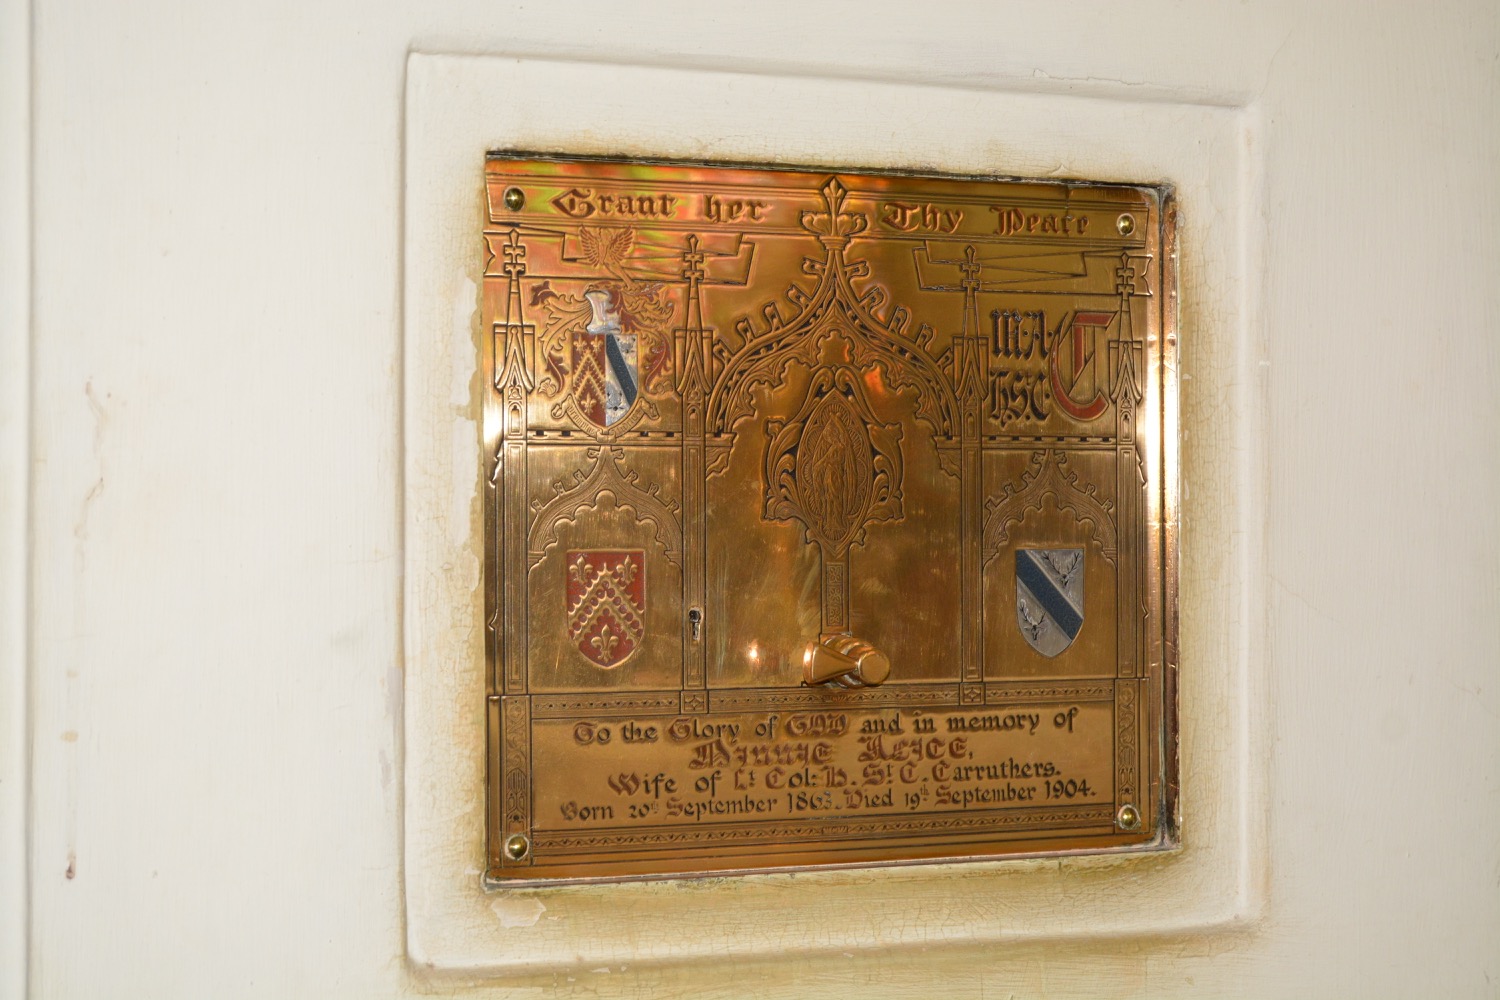 Grant her Thy Peace
M.A.
H.S.C.
C
To the Glory of GOD and in memory of
Minnie Alice,
Wife of Lt Col: H. St C. Carruthers.
Born 20th September 1863. Died 19th September 1904.